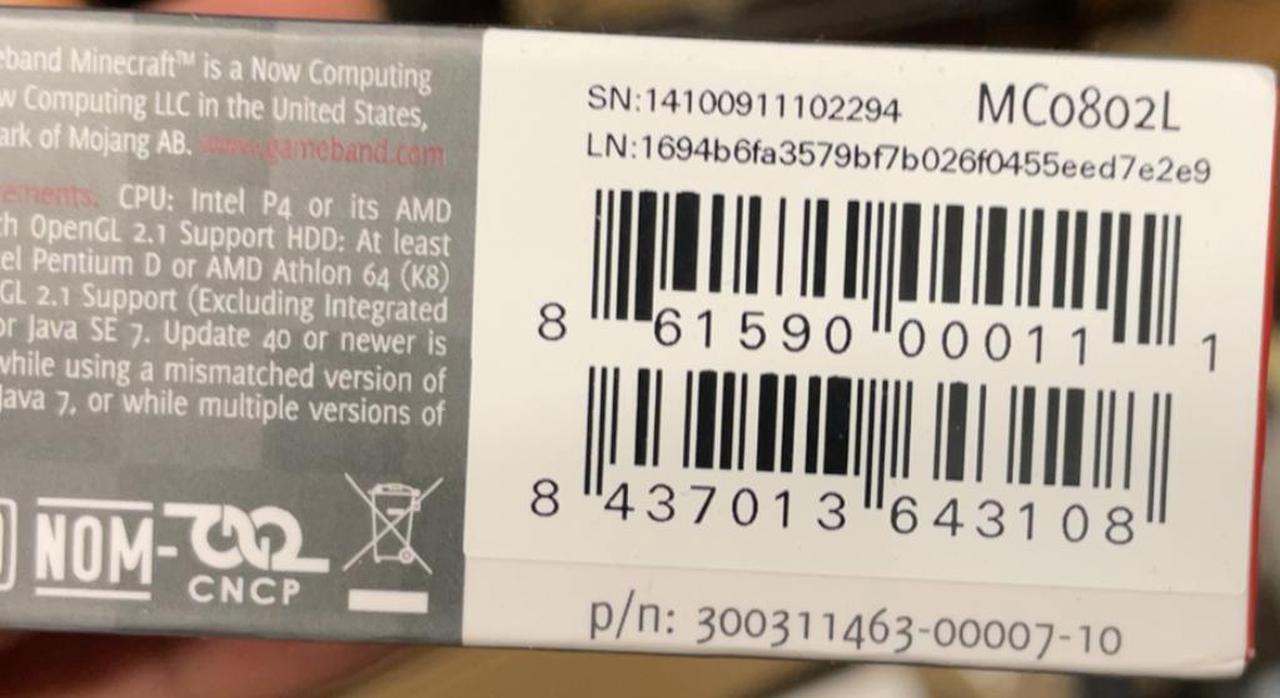 eband Minecraft™ is a Now Computing
w Computing LLC in the United States,
ark of Mojang AB. www.gameband.com
ements: CPU: Intel P4 or its AMD
th OpenGL 2.1 Support HDD: At least
el Pentium D or AMD Athlon 64 (K8)
GL 2.1 Support (Excluding Integrated
or Java SE 7. Update 40 or newer is
while using a mismatched version of
Java 7, or while multiple versions of
NOM-
CNCP
SN:14100911102294 MC0802L
LN:1694b6fa3579bf7b026f0455eed7e2e9
8 61590 00011 1
8 437013 643108
p/n: 300311463-00007-10